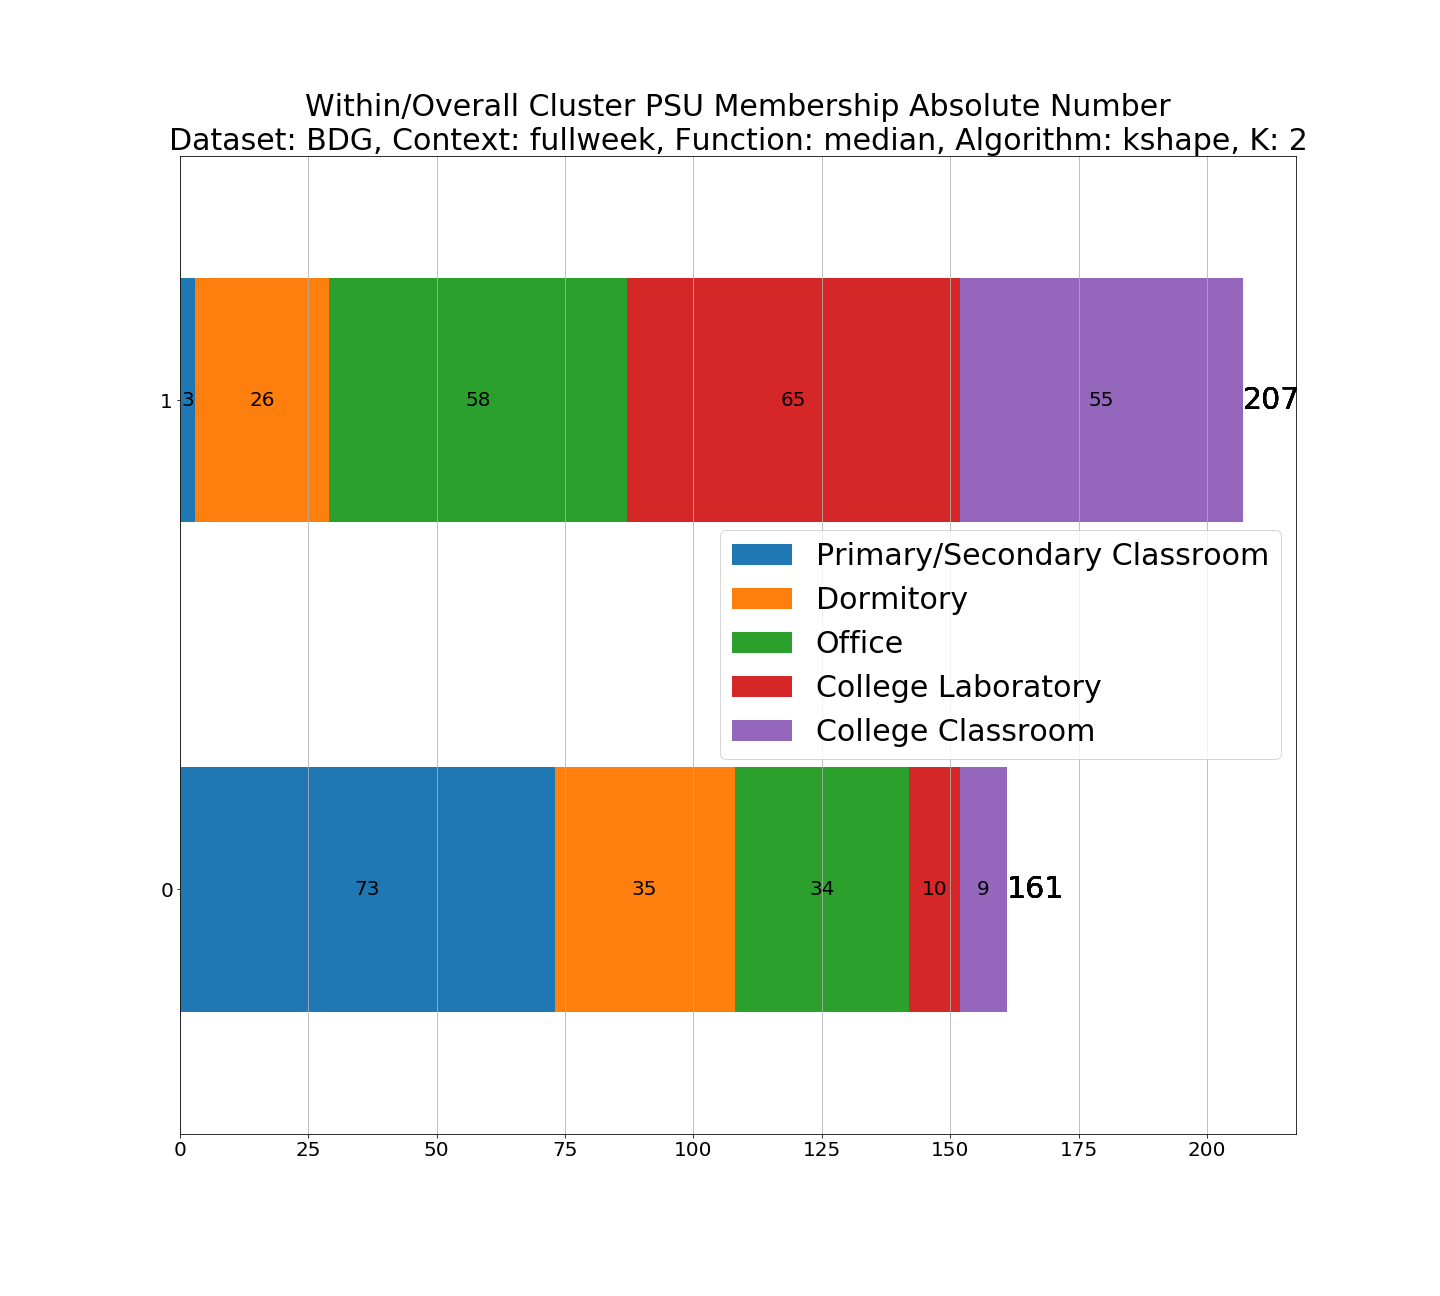 Within/Overall Cluster PSU Membership Absolute Number
Dataset: BDG, Context: fullweek, Function: median, Algorithm: kshape, K: 2
1 3 26 58 65 55 207
Primary/Secondary Classroom
Dormitory
Office
College Laboratory
College Classroom
0 73 35 34 10 9 161
0 25 50 75 100 125 150 175 200